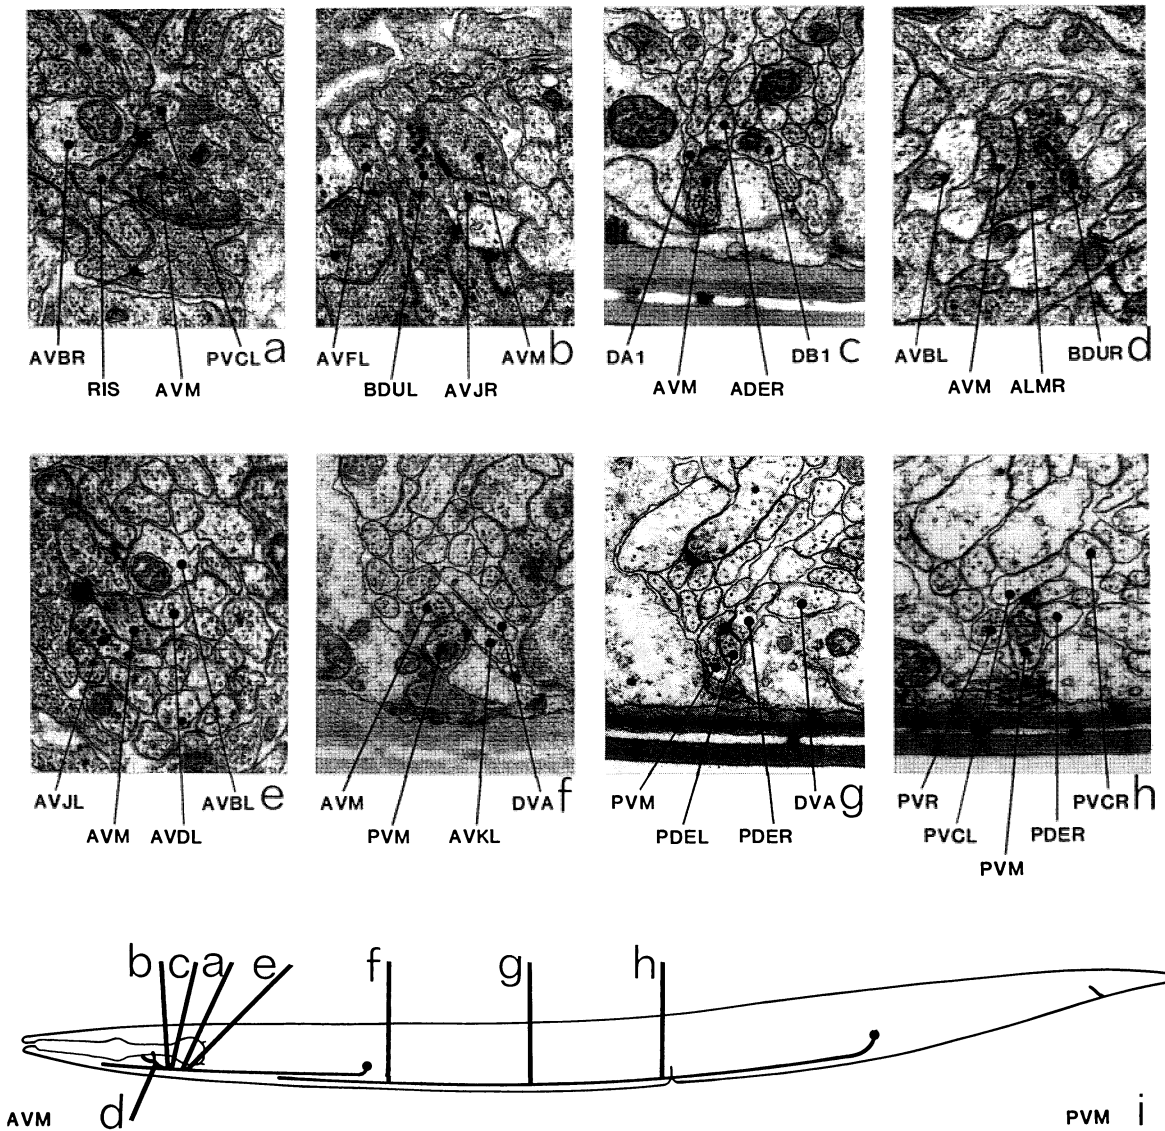 AVBR PVCL a
RIS AVM
AVFL AVM b
BDUL AVJR
DA1 DB1 c
AVM ADER
AVBL BDUR d
AVM ALMR
AVJL AVBL e
AVM AVDL
AVM DVA f
PVM AVKL
PVM DVA g
PDEL PDER
PVR PVCR h
PVCL PDER
PVM
b c a e f g h
AVM d PVM i